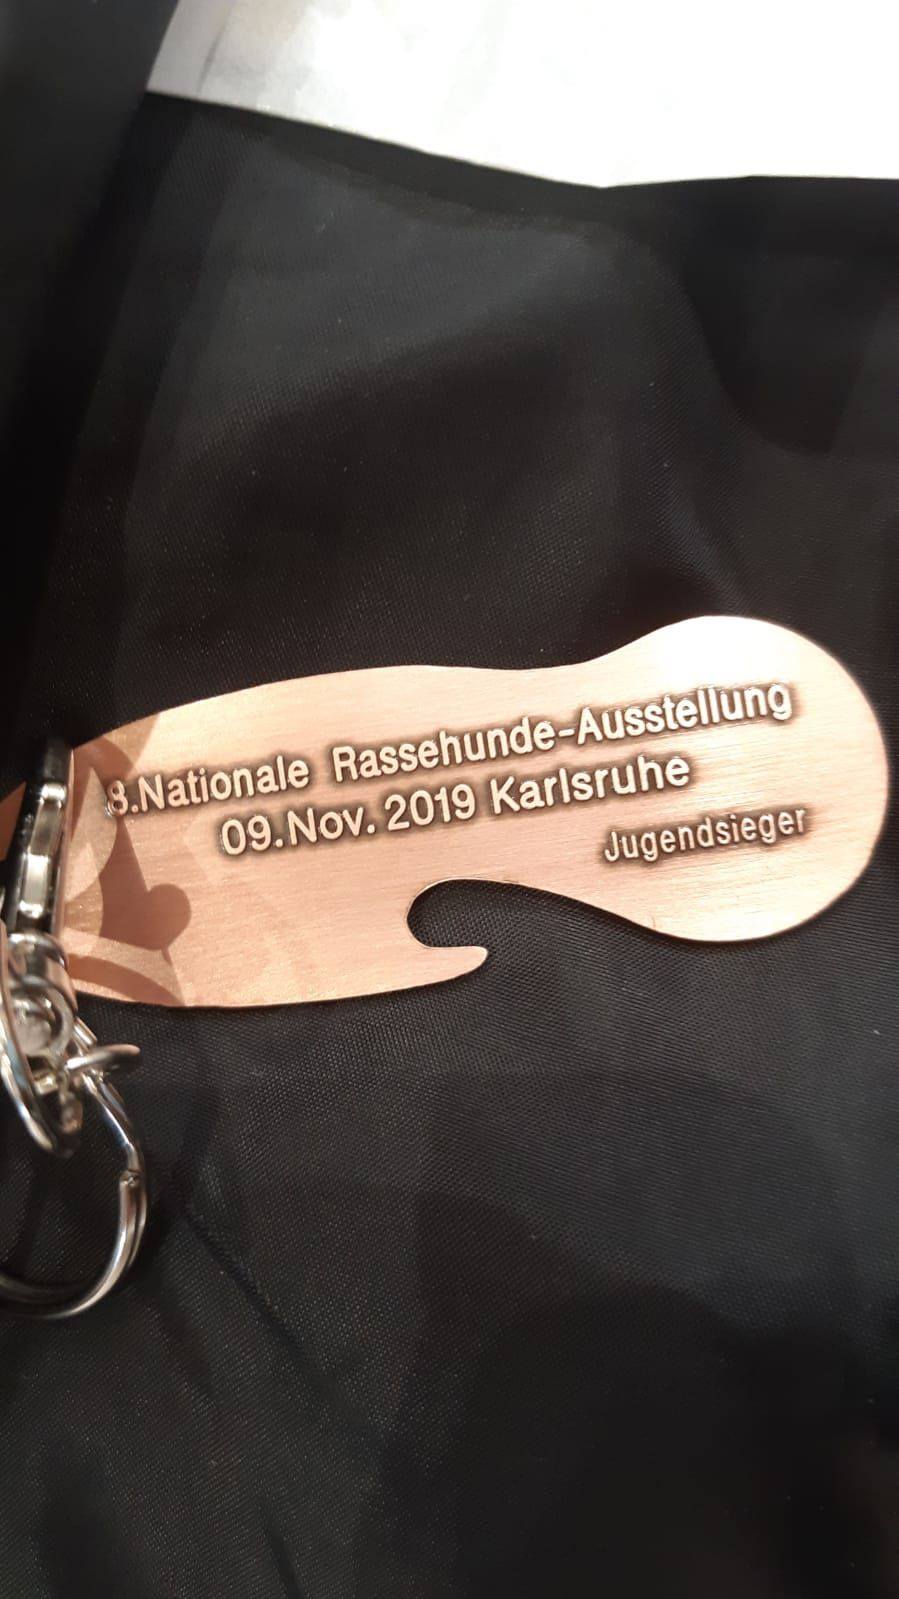 8.Nationale Rassehunde-Ausstellung
09.Nov. 2019 Karlsruhe
Jugendsieger